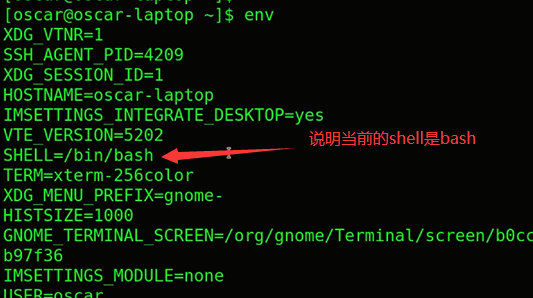 [oscar@oscar-laptop ~]$ env
XDG_VTNR=1
SSH_AGENT_PID=4209
XDG_SESSION_ID=1
HOSTNAME=oscar-laptop
IMSETTINGS_INTEGRATE_DESKTOP=yes
VTE_VERSION=5202
SHELL=/bin/bash
说明当前的shell是bash
TERM=xterm-256color
XDG_MENU_PREFIX=gnome-
HISTSIZE=1000
GNOME_TERMINAL_SCREEN=/org/gnome/Terminal/screen/b0cc
b97f36
IMSETTINGS_MODULE=none
USER=oscar